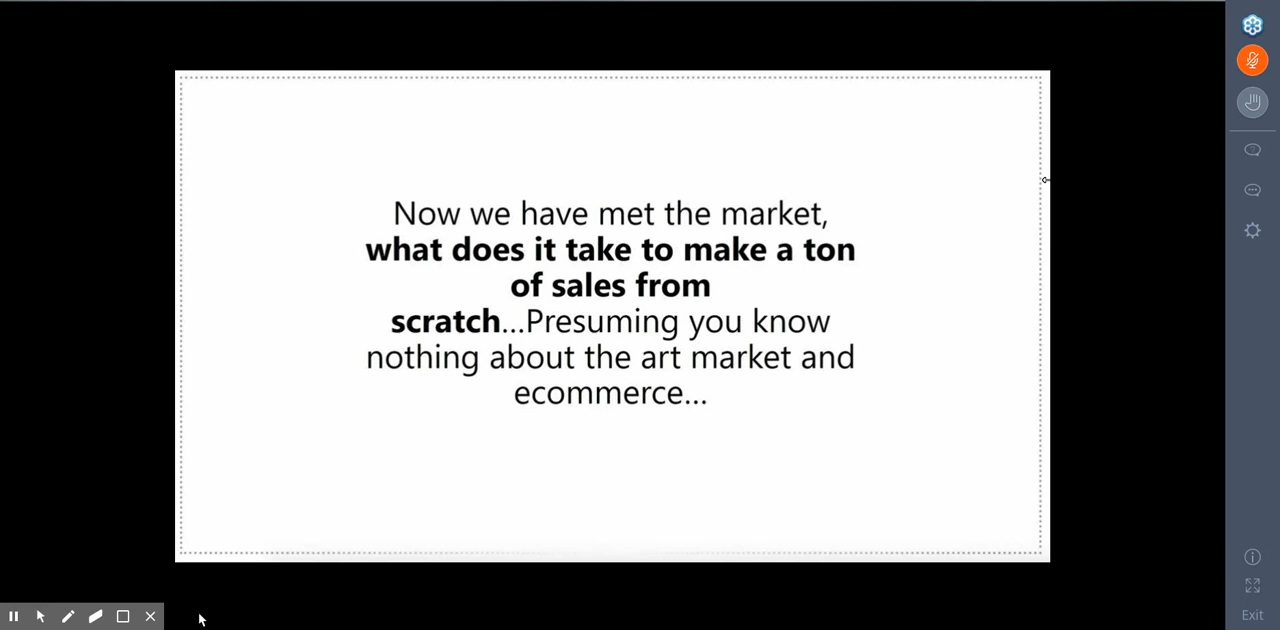 Now we have met the market,
what does it take to make a ton
of sales from
scratch...Presuming you know
nothing about the art market and
ecommerce...
Exit